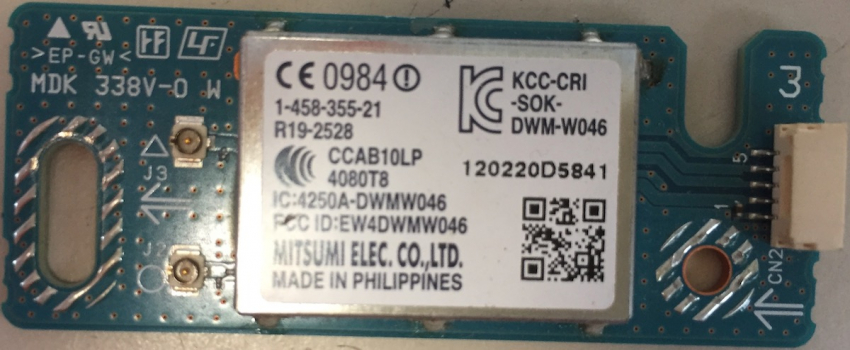 >EP-GW<
MDK 338V-0 W
J3
J2
CE 0984
1-458-355-21
R19-2528
CCAB10LP
4080T8
IC:4250A-DWMW046
FCC ID:EW4DWMW046
MITSUMI ELEC. CO.,LTD.
MADE IN PHILIPPINES
KCC-CRI
-SOK-
DWM-W046
120220D5841
3
5
1
CN2